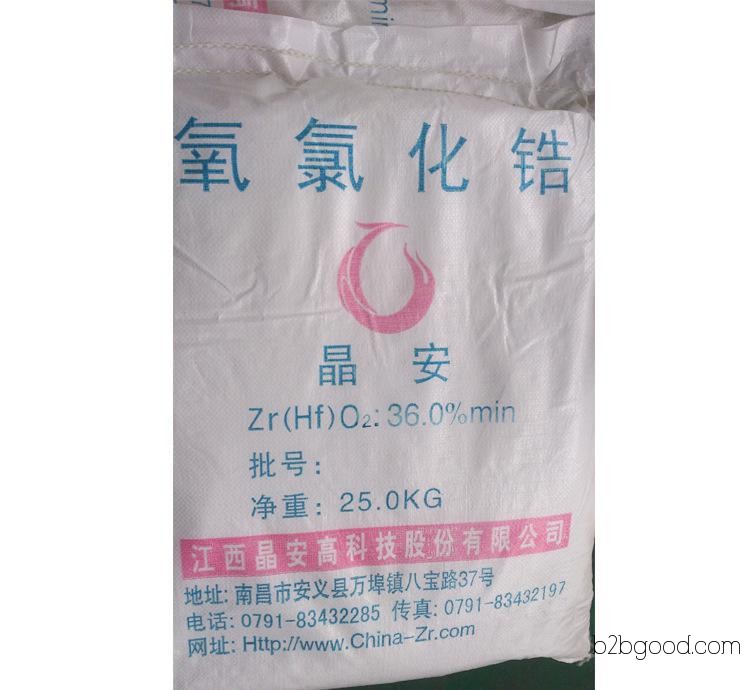 min
氧氯化锆
晶安
Zr(Hf)O₂: 36.0%min
批号:
净重: 25.0KG
江西晶安高科技股份有限公司
地址: 南昌市安义县万埠镇八宝路37号
电话: 0791-83432285 传真: 0791-83432197
网址: Http://www.China-Zr.com
b2bgood.com